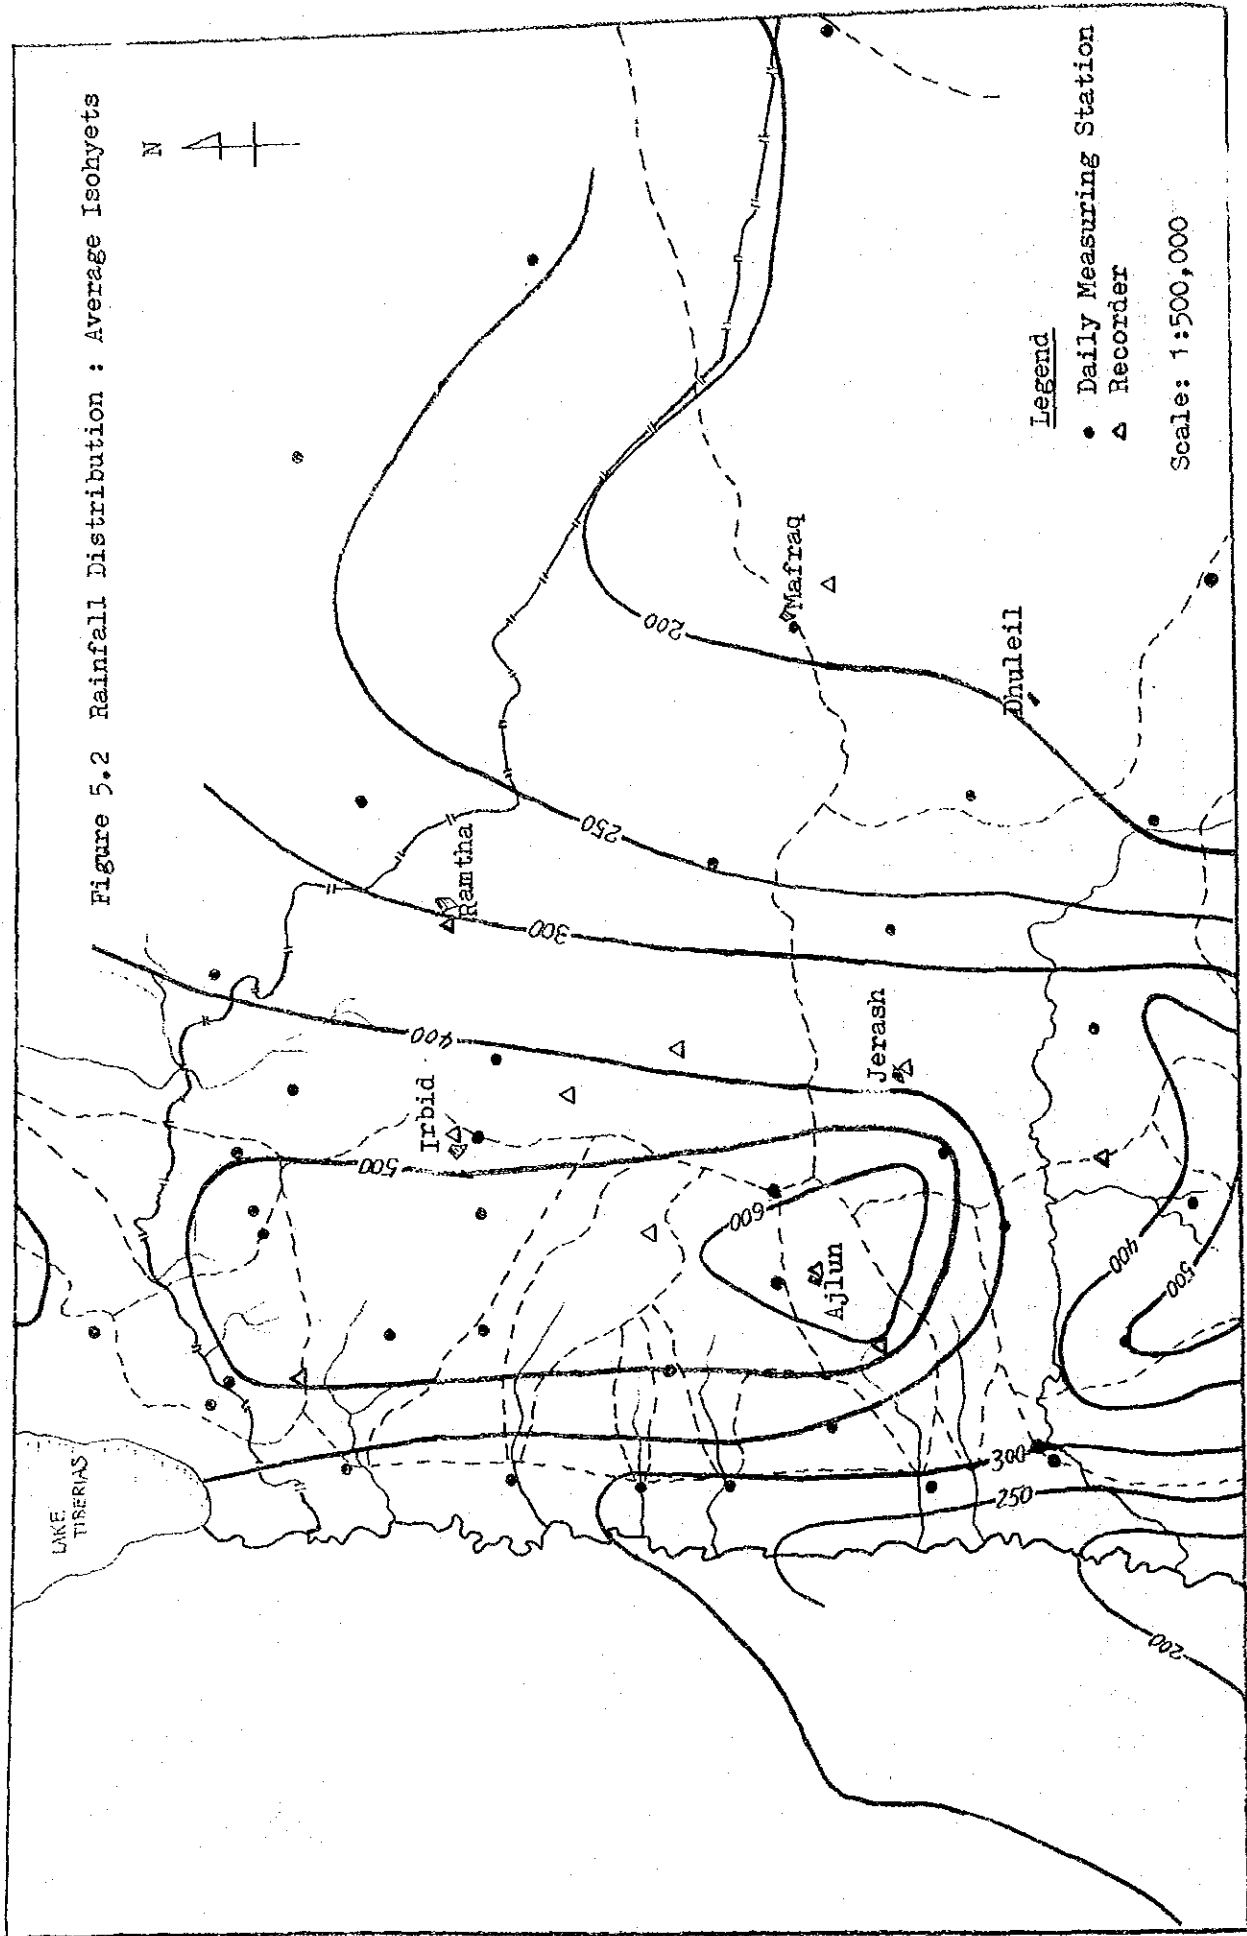 Figure 5.2 Rainfall Distribution : Average Isohyets
N
LAKE
TIBERIAS
500
Irbid
400
300
Ramtha
250
600
Ajlun
Jerash
200
Mafraq
300
250
400
500
200
Dhuleil
Legend
Daily Measuring Station
Recorder
Scale: 1:500,000